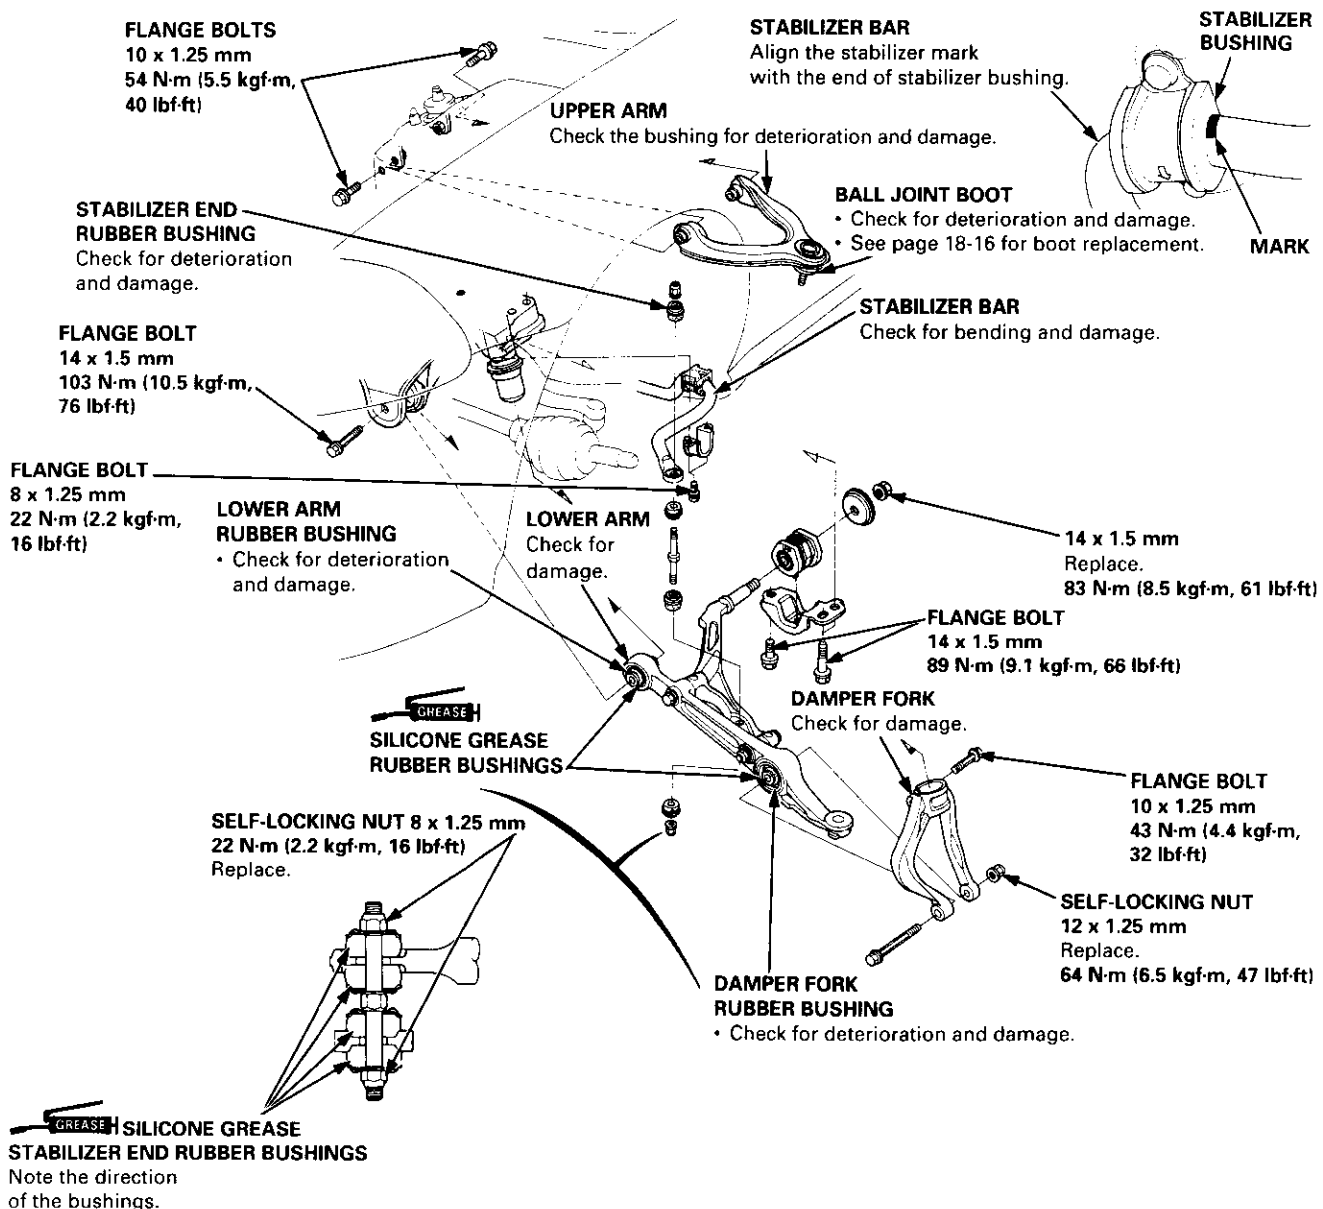 FLANGE BOLTS
10 x 1.25 mm
54 N·m (5.5 kgf·m,
40 lbf·ft)
STABILIZER BAR
Align the stabilizer mark
with the end of stabilizer bushing.
STABILIZER
BUSHING
MARK
UPPER ARM
Check the bushing for deterioration and damage.
BALL JOINT BOOT
• Check for deterioration and damage.
• See page 18-16 for boot replacement.
STABILIZER END
RUBBER BUSHING
Check for deterioration
and damage.
STABILIZER BAR
Check for bending and damage.
FLANGE BOLT
14 x 1.5 mm
103 N·m (10.5 kgf·m,
76 lbf·ft)
FLANGE BOLT
8 x 1.25 mm
22 N·m (2.2 kgf·m,
16 lbf·ft)
LOWER ARM
RUBBER BUSHING
• Check for deterioration
and damage.
LOWER ARM
Check for
damage.
14 x 1.5 mm
Replace.
83 N·m (8.5 kgf·m, 61 lbf·ft)
FLANGE BOLT
14 x 1.5 mm
89 N·m (9.1 kgf·m, 66 lbf·ft)
DAMPER FORK
Check for damage.
GREASE
SILICONE GREASE
RUBBER BUSHINGS
FLANGE BOLT
10 x 1.25 mm
43 N·m (4.4 kgf·m,
32 lbf·ft)
SELF-LOCKING NUT 8 x 1.25 mm
22 N·m (2.2 kgf·m, 16 lbf·ft)
Replace.
SELF-LOCKING NUT
12 x 1.25 mm
Replace.
64 N·m (6.5 kgf·m, 47 lbf·ft)
DAMPER FORK
RUBBER BUSHING
• Check for deterioration and damage.
GREASE SILICONE GREASE
STABILIZER END RUBBER BUSHINGS
Note the direction
of the bushings.